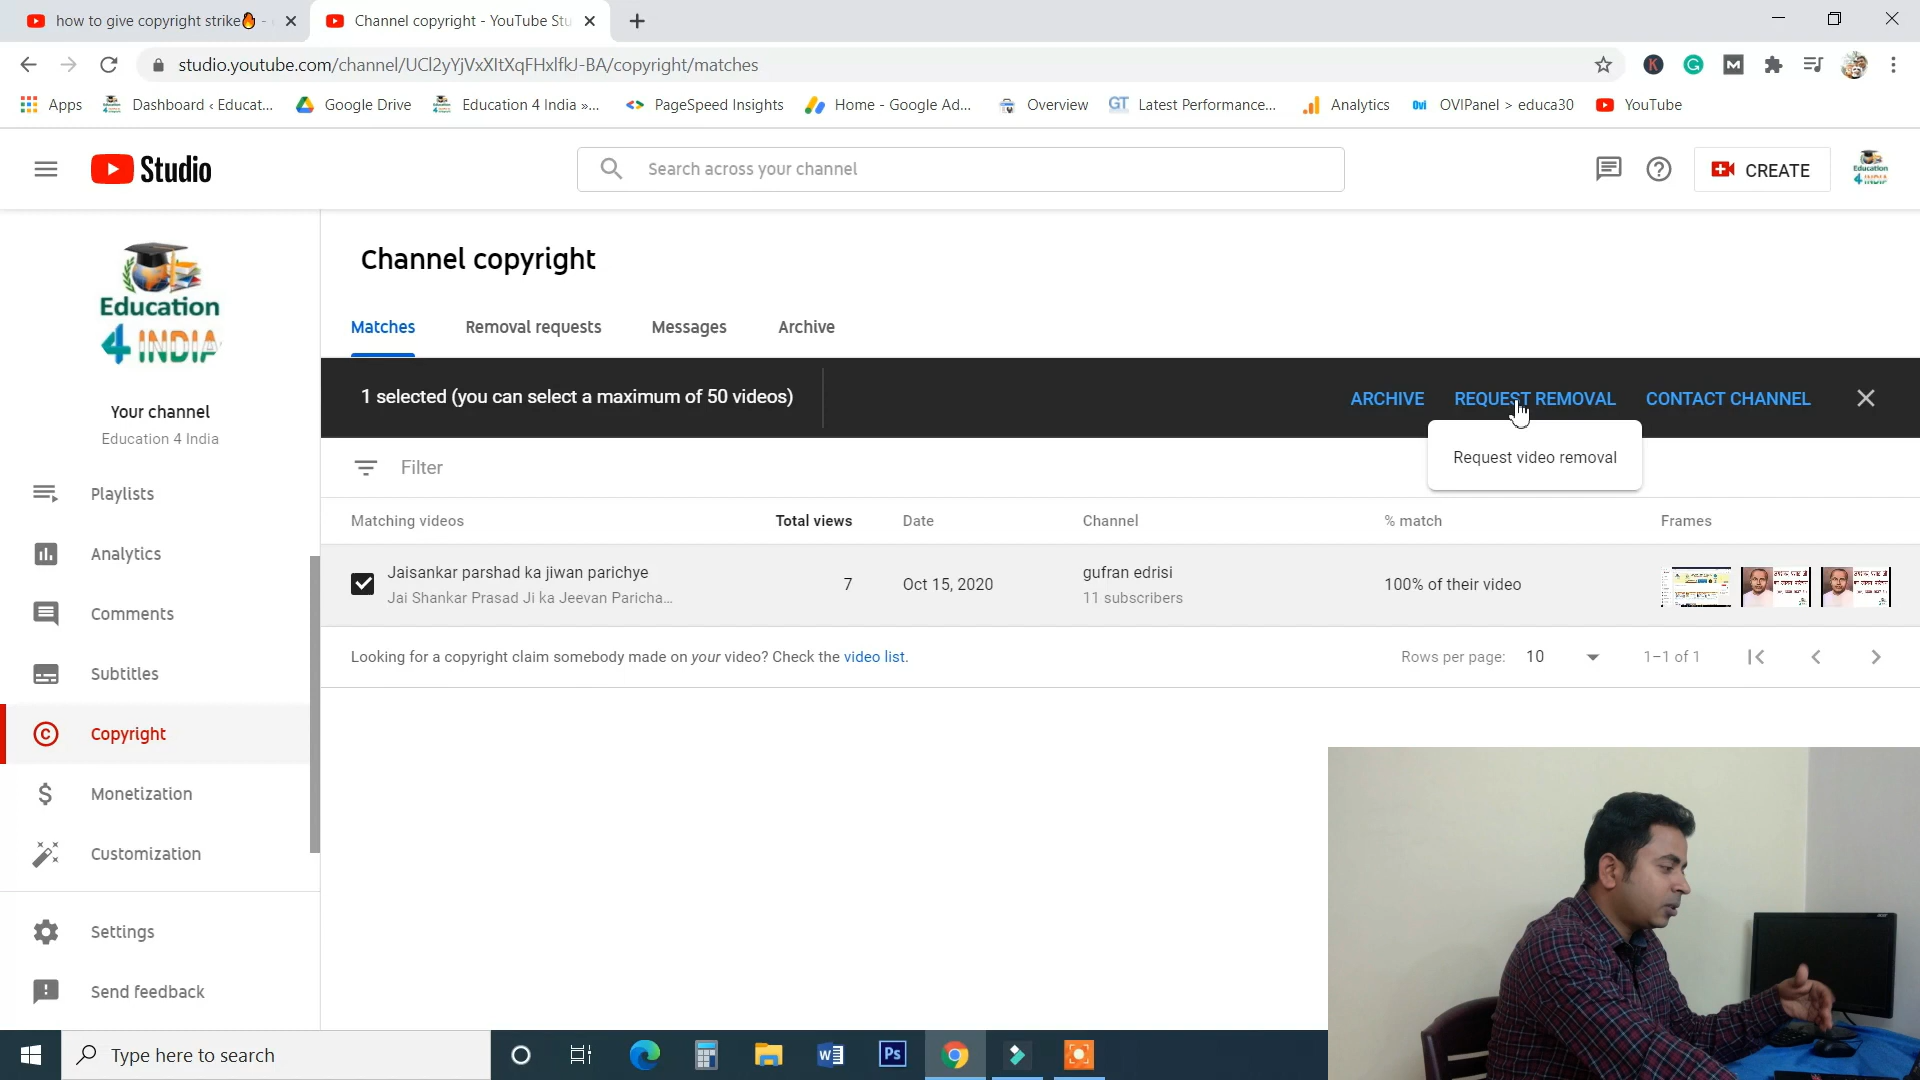 how to give copyright strike🔥 -
Channel copyright - YouTube Stu
studio.youtube.com/channel/UCl2yYjVxXItXqFHxlfkJ-BA/copyright/matches
Apps
Dashboard ‹ Educat...
Google Drive
Education 4 India »...
PageSpeed Insights
Home - Google Ad...
Overview
GT Latest Performance...
Analytics
Ovi OVIPanel > educa30
YouTube
Studio
Search across your channel
CREATE
Education
4 INDIA
Education
4 INDIA
Your channel
Education 4 India
Playlists
Analytics
Comments
Subtitles
Copyright
Monetization
Customization
Settings
Send feedback
Channel copyright
Matches
Removal requests
Messages
Archive
1 selected (you can select a maximum of 50 videos)
ARCHIVE
REQUEST REMOVAL
CONTACT CHANNEL
Request video removal
Filter
Matching videos
Total views
Date
Channel
% match
Frames
Jaisankar parshad ka jiwan parichye
Jai Shankar Prasad Ji ka Jeevan Paricha...
7
Oct 15, 2020
gufran edrisi
11 subscribers
100% of their video
Looking for a copyright claim somebody made on your video? Check the video list.
Rows per page: 10
1–1 of 1
Type here to search
Ps